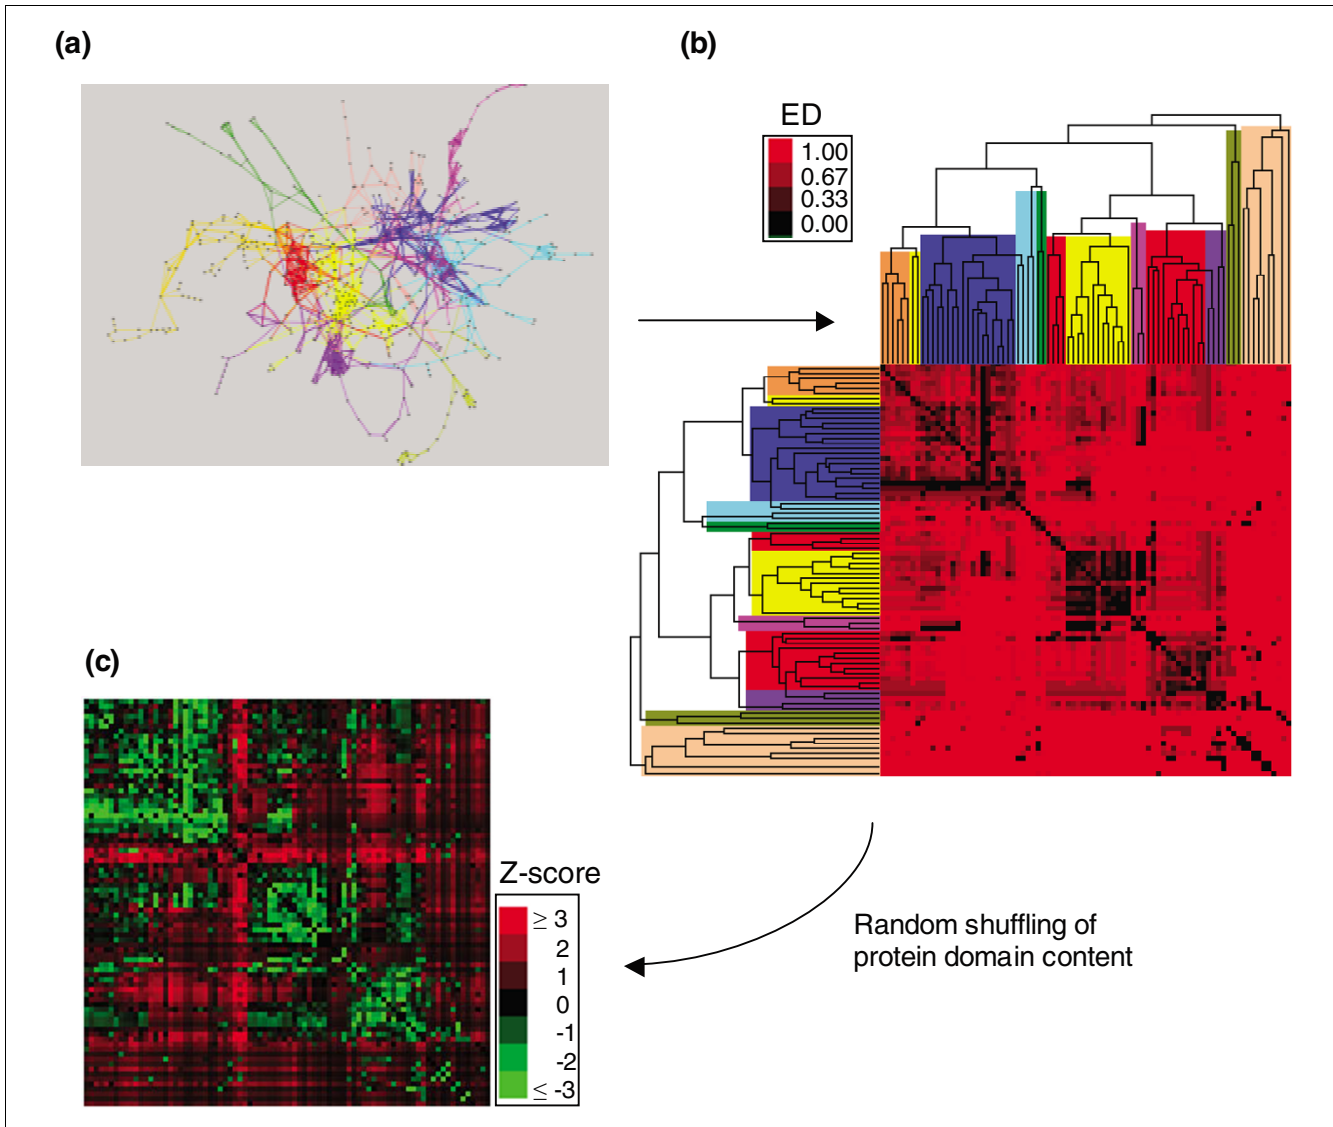 (a)
(b)
ED
1.00
0.67
0.33
0.00
(c)
Z-score
≥ 3
2
1
0
-1
-2
≤ -3
Random shuffling of
protein domain content